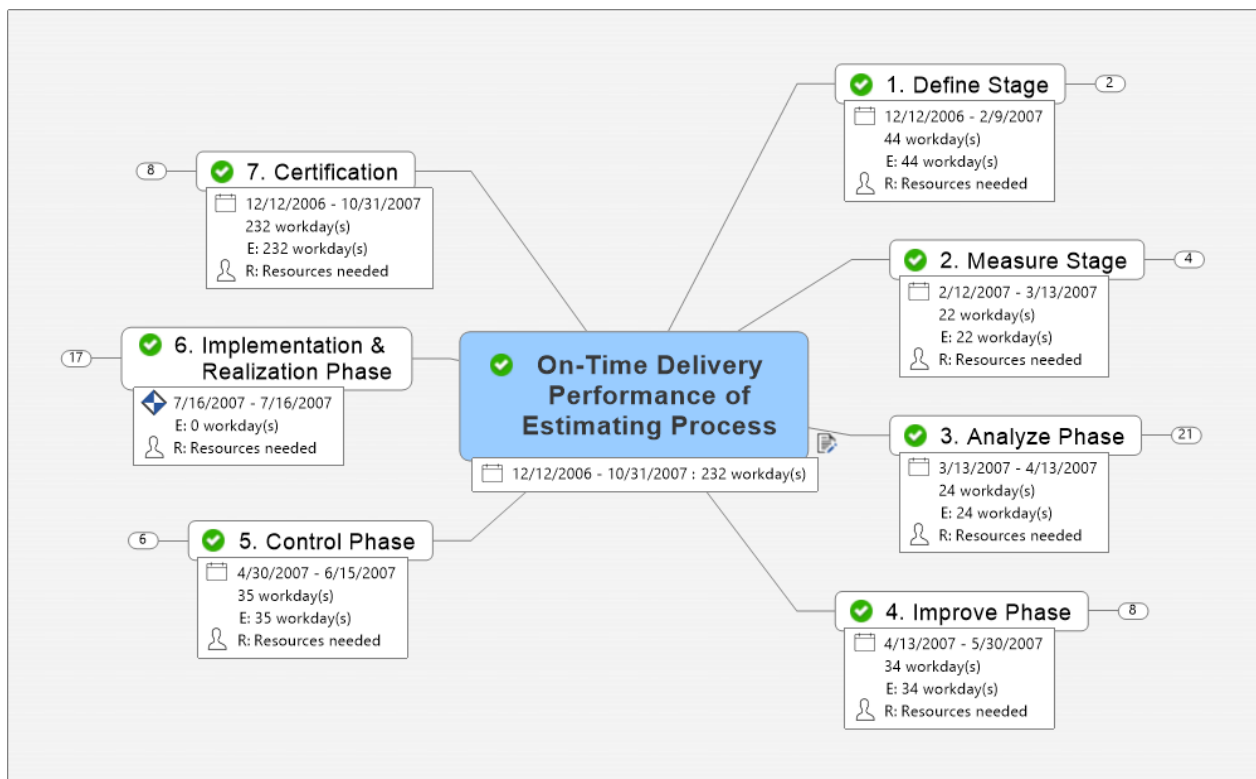 On-Time Delivery
Performance of
Estimating Process
12/12/2006 - 10/31/2007 : 232 workday(s)
1. Define Stage
2
12/12/2006 - 2/9/2007
44 workday(s)
E: 44 workday(s)
R: Resources needed
2. Measure Stage
4
2/12/2007 - 3/13/2007
22 workday(s)
E: 22 workday(s)
R: Resources needed
3. Analyze Phase
21
3/13/2007 - 4/13/2007
24 workday(s)
E: 24 workday(s)
R: Resources needed
4. Improve Phase
8
4/13/2007 - 5/30/2007
34 workday(s)
E: 34 workday(s)
R: Resources needed
5. Control Phase
6
4/30/2007 - 6/15/2007
35 workday(s)
E: 35 workday(s)
R: Resources needed
6. Implementation &
Realization Phase
17
7/16/2007 - 7/16/2007
E: 0 workday(s)
R: Resources needed
7. Certification
8
12/12/2006 - 10/31/2007
232 workday(s)
E: 232 workday(s)
R: Resources needed